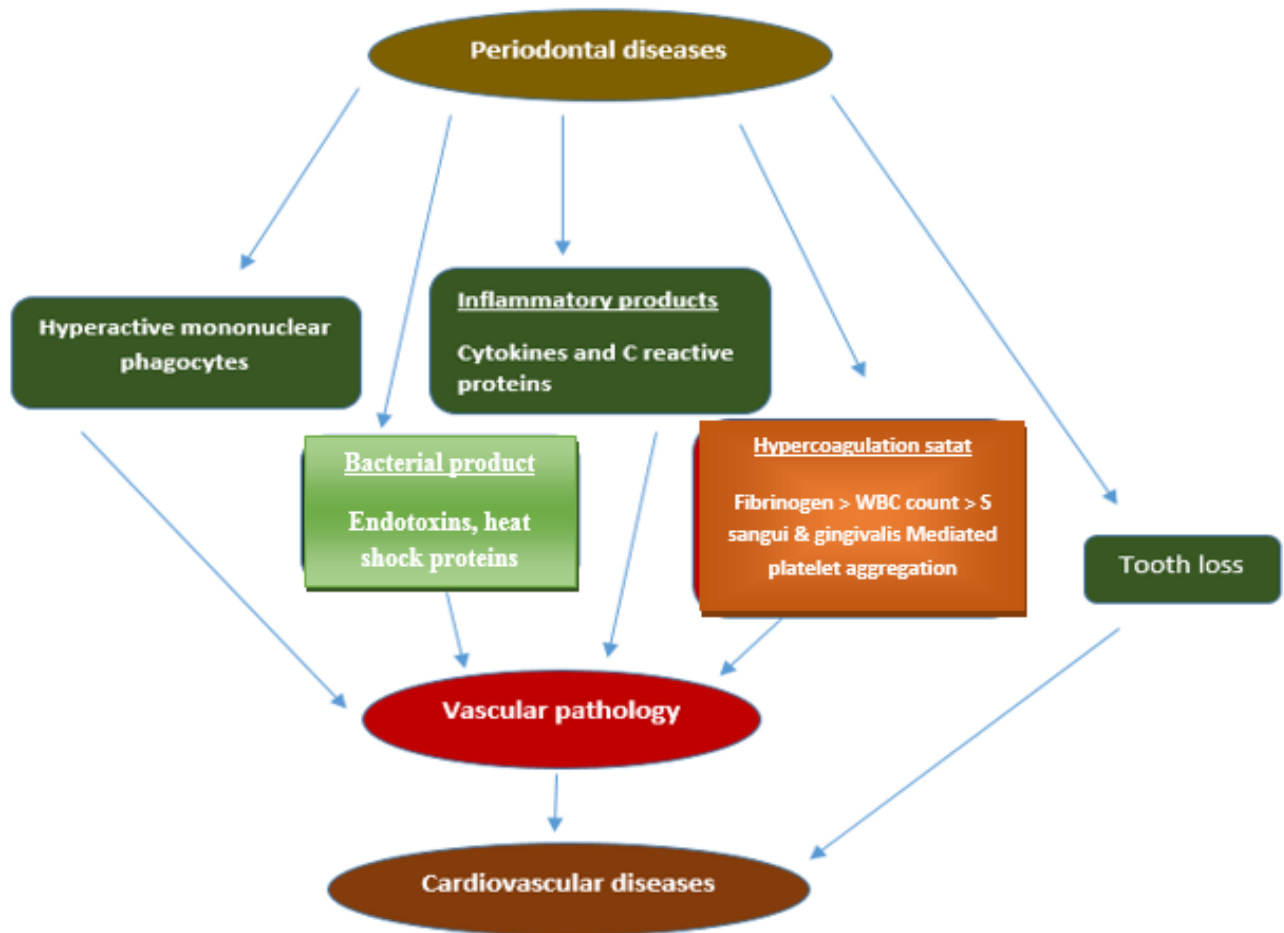 Periodontal diseases
Hyperactive mononuclear
phagocytes
Inflammatory products
Cytokines and C reactive
proteins
Bacterial product
Endotoxins, heat
shock proteins
Hypercoagulation satat
Fibrinogen > WBC count > S
sangui & gingivalis Mediated
platelet aggregation
Tooth loss
Vascular pathology
Cardiovascular diseases